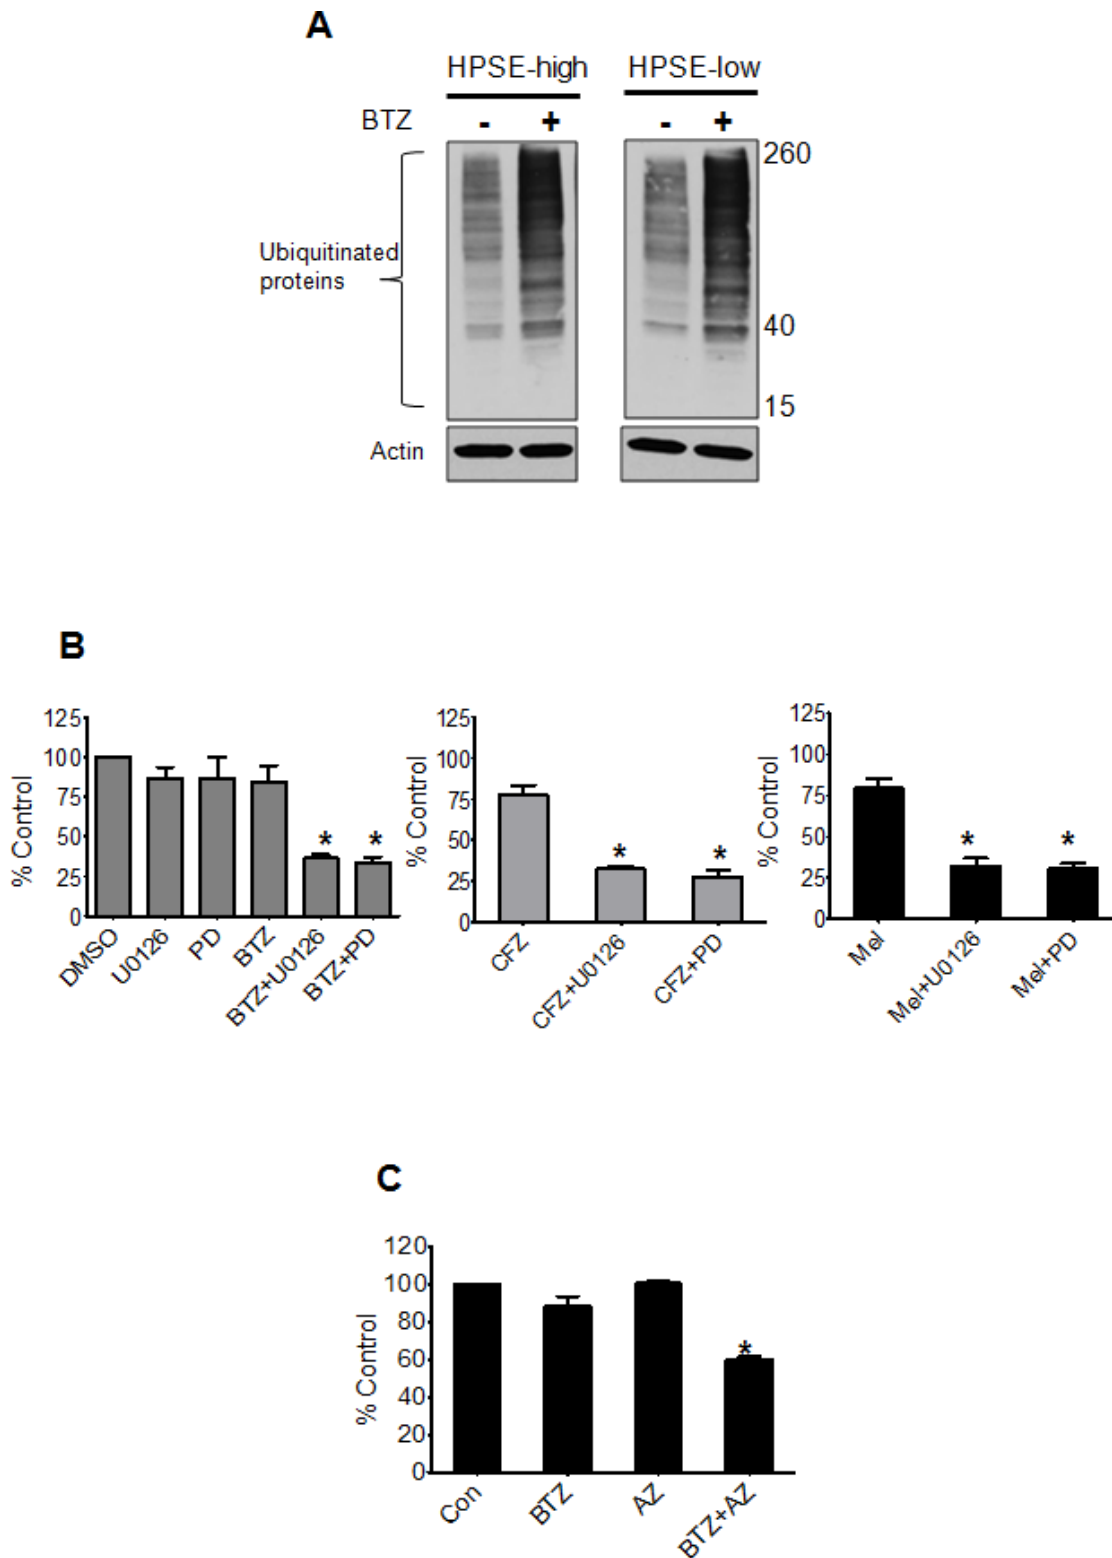 A
HPSE-high HPSE-low
BTZ - + - +
260
Ubiquitinated
proteins
40
15
Actin
B
125 125 125
100 100 100
75 75 75
50 50 50
25 25 25
0 0 0
% Control % Control % Control
* * * * * *
DMSO U0126 PD BTZ BTZ+U0126 BTZ+PD
CFZ CFZ+U0126 CFZ+PD
Mel Mel+U0126 Mel+PD
C
120
100
80
60
40
20
0
% Control
*
Con BTZ AZ BTZ+AZ